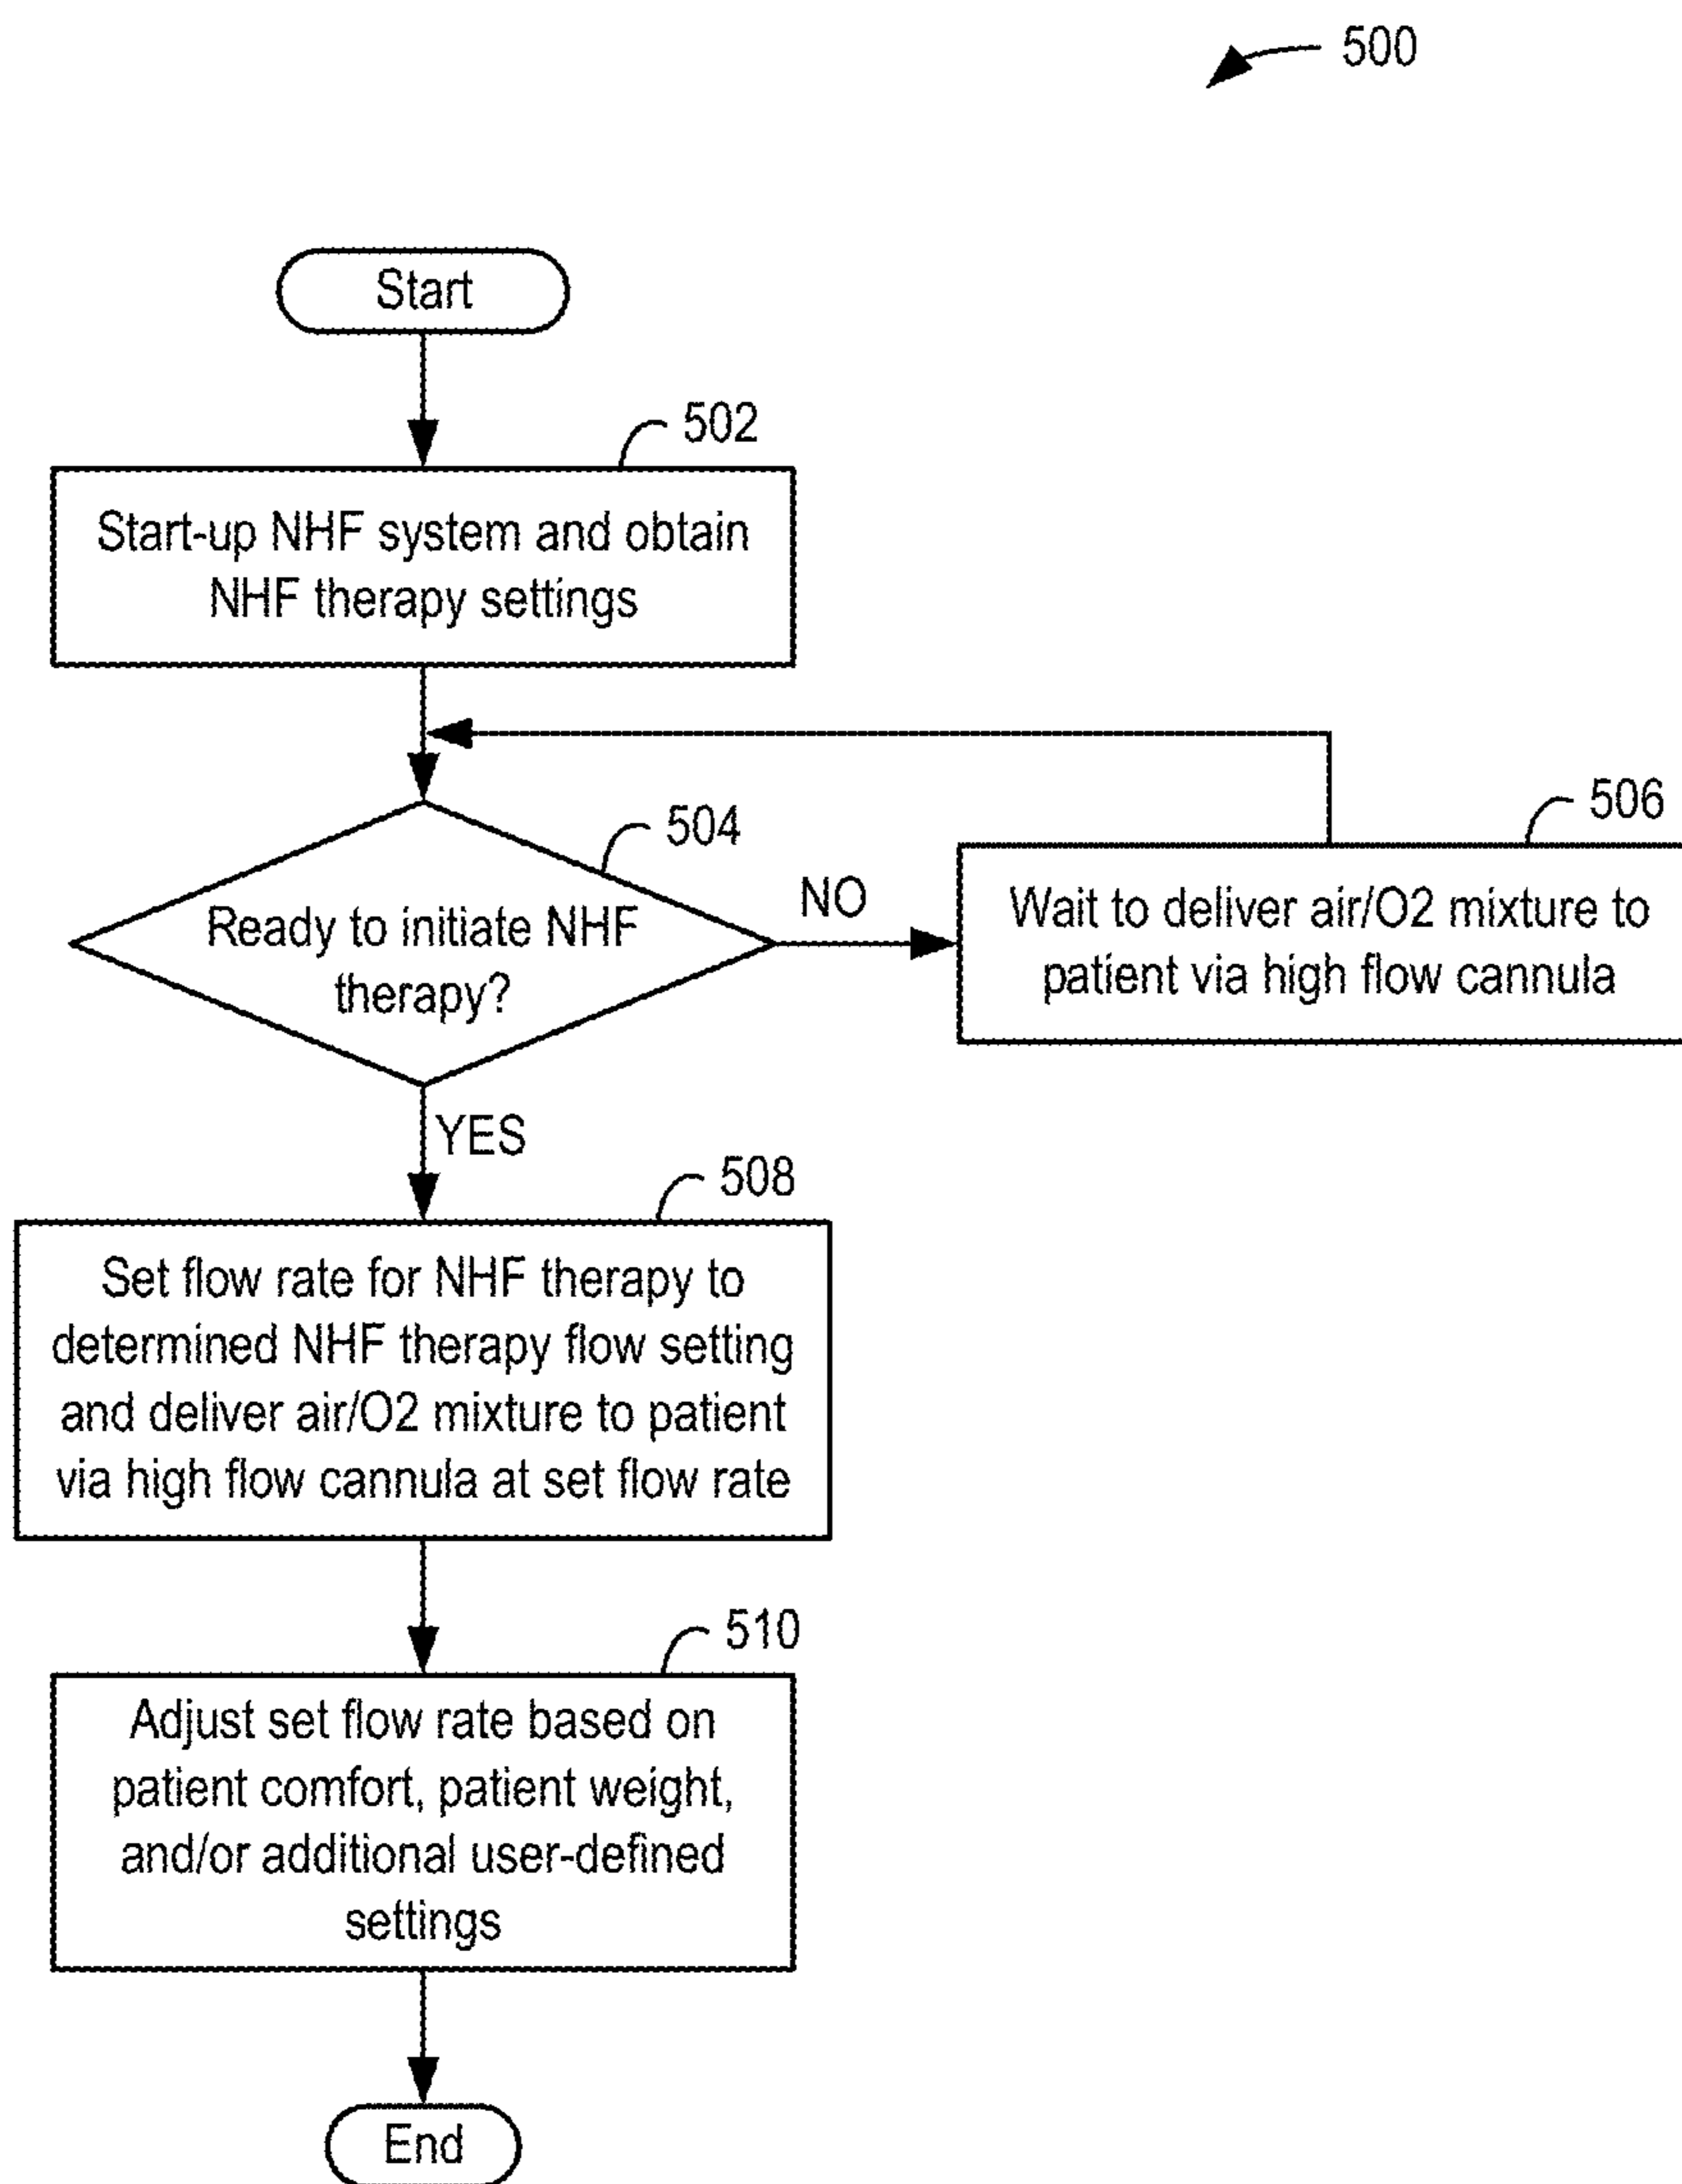 500
Start
502
Start-up NHF system and obtain
NHF therapy settings
504
Ready to initiate NHF
therapy?
NO
506
Wait to deliver air/O2 mixture to
patient via high flow cannula
YES
508
Set flow rate for NHF therapy to
determined NHF therapy flow setting
and deliver air/O2 mixture to patient
via high flow cannula at set flow rate
510
Adjust set flow rate based on
patient comfort, patient weight,
and/or additional user-defined
settings
End